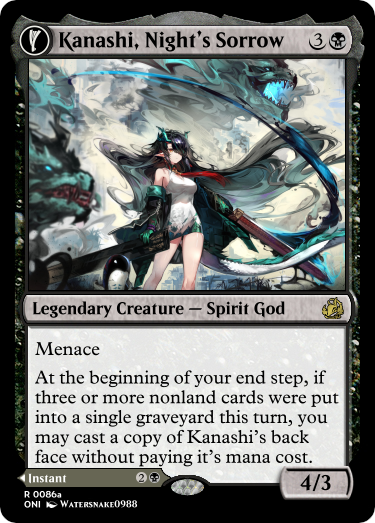 Kanashi, Night's Sorrow 3
Legendary Creature — Spirit God
Menace
At the beginning of your end step, if
three or more nonland cards were put
into a single graveyard this turn, you
may cast a copy of Kanashi's back
face without paying it's mana cost.
Instant 2
4/3
R 0086a
ONI Watersnake0988